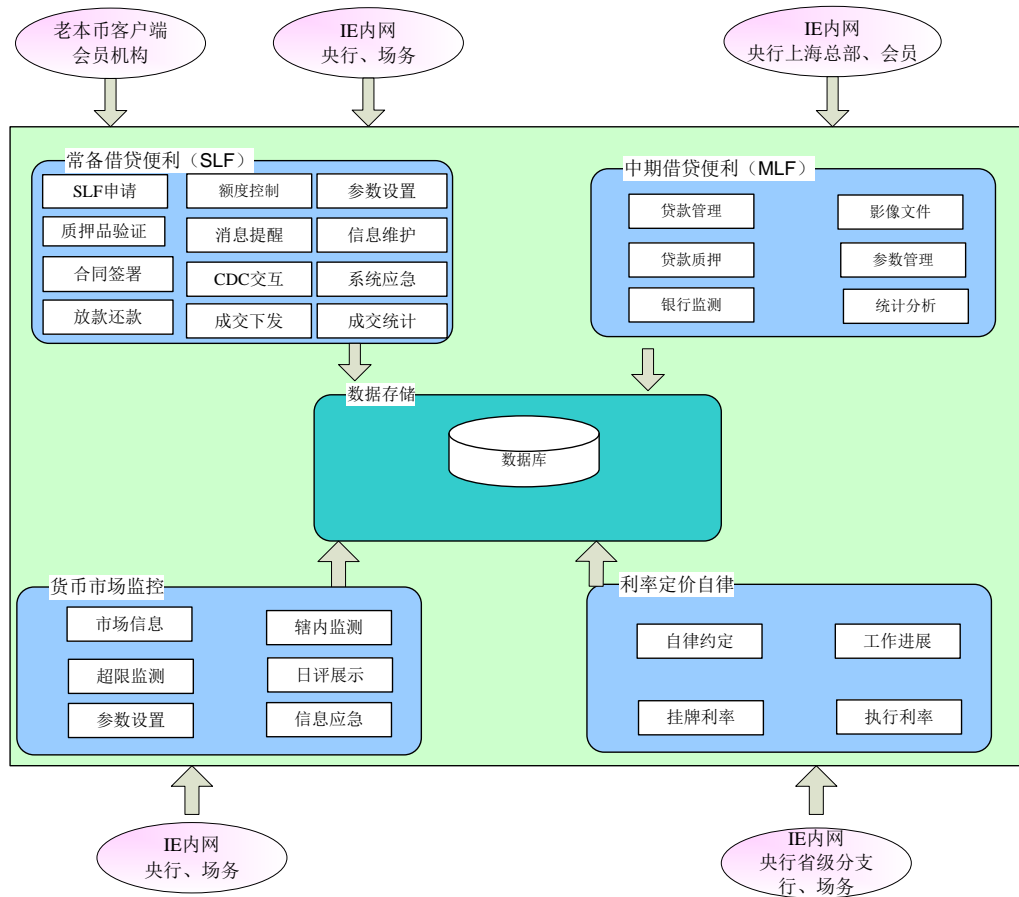 老本币客户端
会员机构
IE内网
央行、场务
IE内网
央行上海总部、会员
常备借贷便利（SLF）
SLF申请
额度控制
参数设置
质押品验证
消息提醒
信息维护
合同签署
CDC交互
系统应急
放款还款
成交下发
成交统计
中期借贷便利（MLF）
贷款管理
影像文件
贷款质押
参数管理
银行监测
统计分析
数据存储
数据库
货币市场监控
市场信息
辖内监测
超限监测
日评展示
参数设置
信息应急
利率定价自律
自律约定
工作进展
挂牌利率
执行利率
IE内网
央行、场务
IE内网
央行省级分支
行、场务